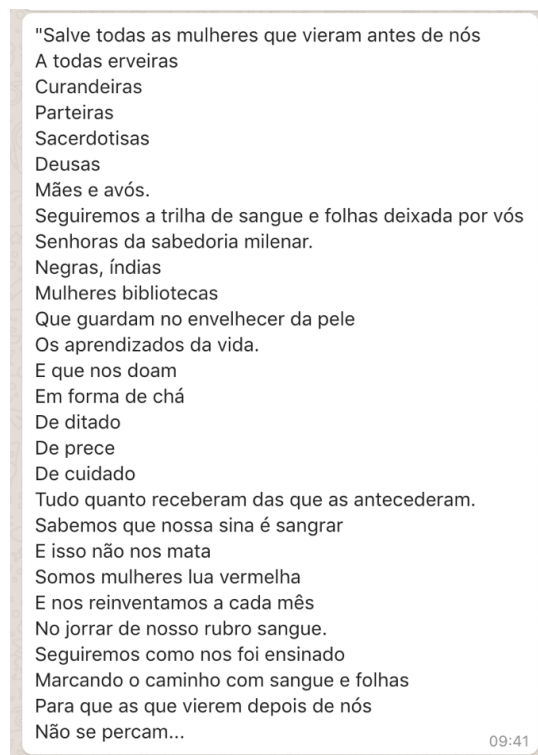 "Salve todas as mulheres que vieram antes de nós
A todas erveiras
Curandeiras
Parteiras
Sacerdotisas
Deusas
Mães e avós.
Seguiremos a trilha de sangue e folhas deixada por vós
Senhoras da sabedoria milenar.
Negras, índias
Mulheres bibliotecas
Que guardam no envelhecer da pele
Os aprendizados da vida.
E que nos doam
Em forma de chá
De ditado
De prece
De cuidado
Tudo quanto receberam das que as antecederam.
Sabemos que nossa sina é sangrar
E isso não nos mata
Somos mulheres lua vermelha
E nos reinventamos a cada mês
No jorrar de nosso rubro sangue.
Seguiremos como nos foi ensinado
Marcando o caminho com sangue e folhas
Para que as que vierem depois de nós
Não se percam...
09:41